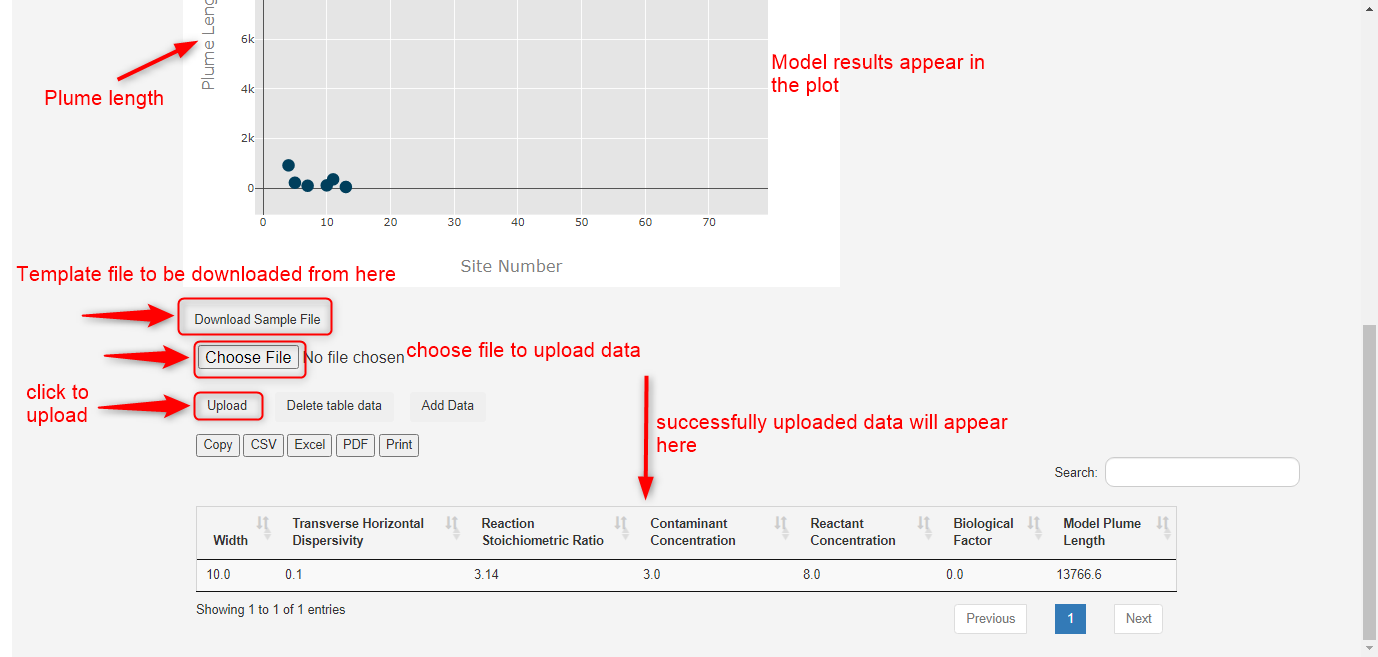 Plume Leng
6k
4k
2k
0
0 10 20 30 40 50 60 70
Site Number
Plume length
Model results appear in
the plot
Template file to be downloaded from here
Download Sample File
Choose File No file chosen
choose file to upload data
click to
upload
Upload Delete table data Add Data
successfully uploaded data will appear
here
Copy CSV Excel PDF Print
Search:
Width Transverse Horizontal Dispersivity Reaction Stoichiometric Ratio Contaminant Concentration Reactant Concentration Biological Factor Model Plume Length
10.0 0.1 3.14 3.0 8.0 0.0 13766.6
Showing 1 to 1 of 1 entries
Previous 1 Next